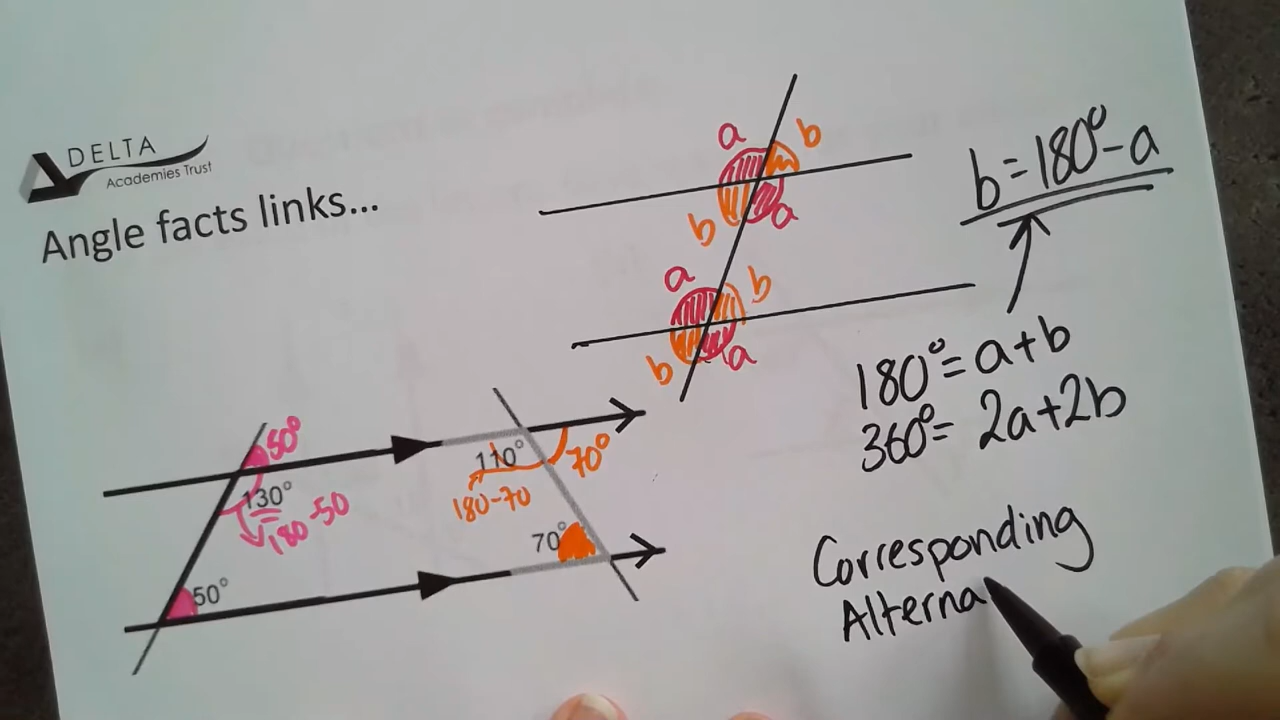 DELTA
Academies Trust
Angle facts links...
a
b
b
a
a
b
b
a
b=180°-a
180°=a+b
360°= 2a+2b
50°
130°
180-50
50°
110°
70°
180-70
70°
Corresponding
Alterna